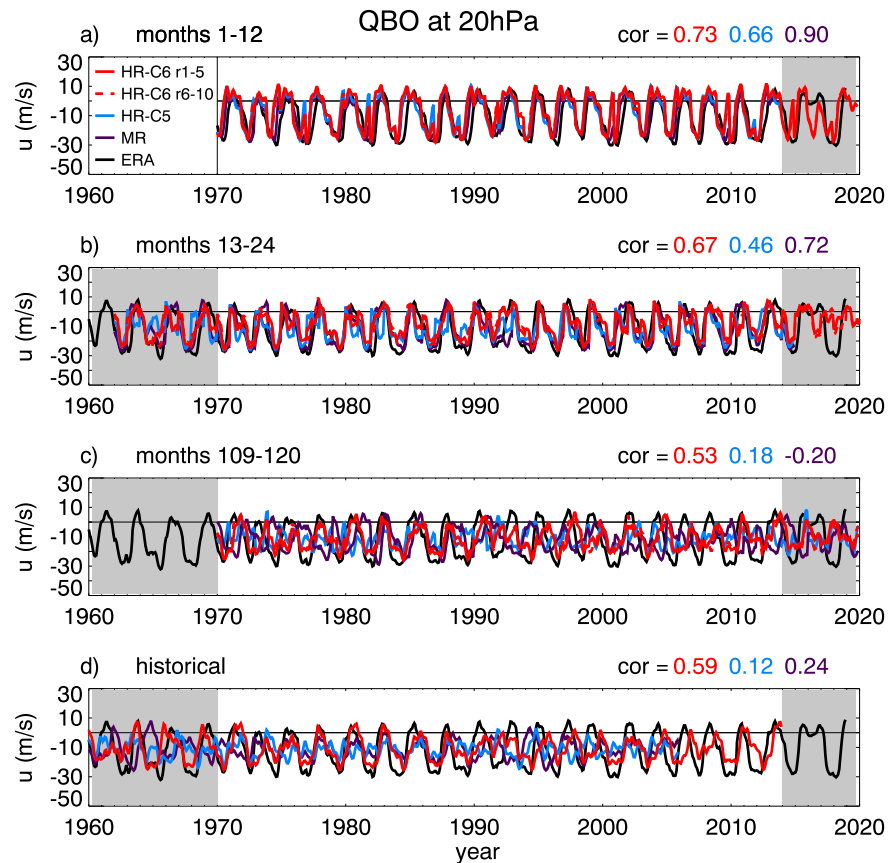 QBO at 20hPa
a) months 1-12 cor = 0.73 0.66 0.90
HR-C6 r1-5
HR-C6 r6-10
HR-C5
MR
ERA
u (m/s)
30
10
-10
-30
-50
1960 1970 1980 1990 2000 2010 2020
b) months 13-24 cor = 0.67 0.46 0.72
u (m/s)
30
10
-10
-30
-50
1960 1970 1980 1990 2000 2010 2020
c) months 109-120 cor = 0.53 0.18 -0.20
u (m/s)
30
10
-10
-30
-50
1960 1970 1980 1990 2000 2010 2020
d) historical cor = 0.59 0.12 0.24
u (m/s)
30
10
-10
-30
-50
1960 1970 1980 1990 2000 2010 2020
year